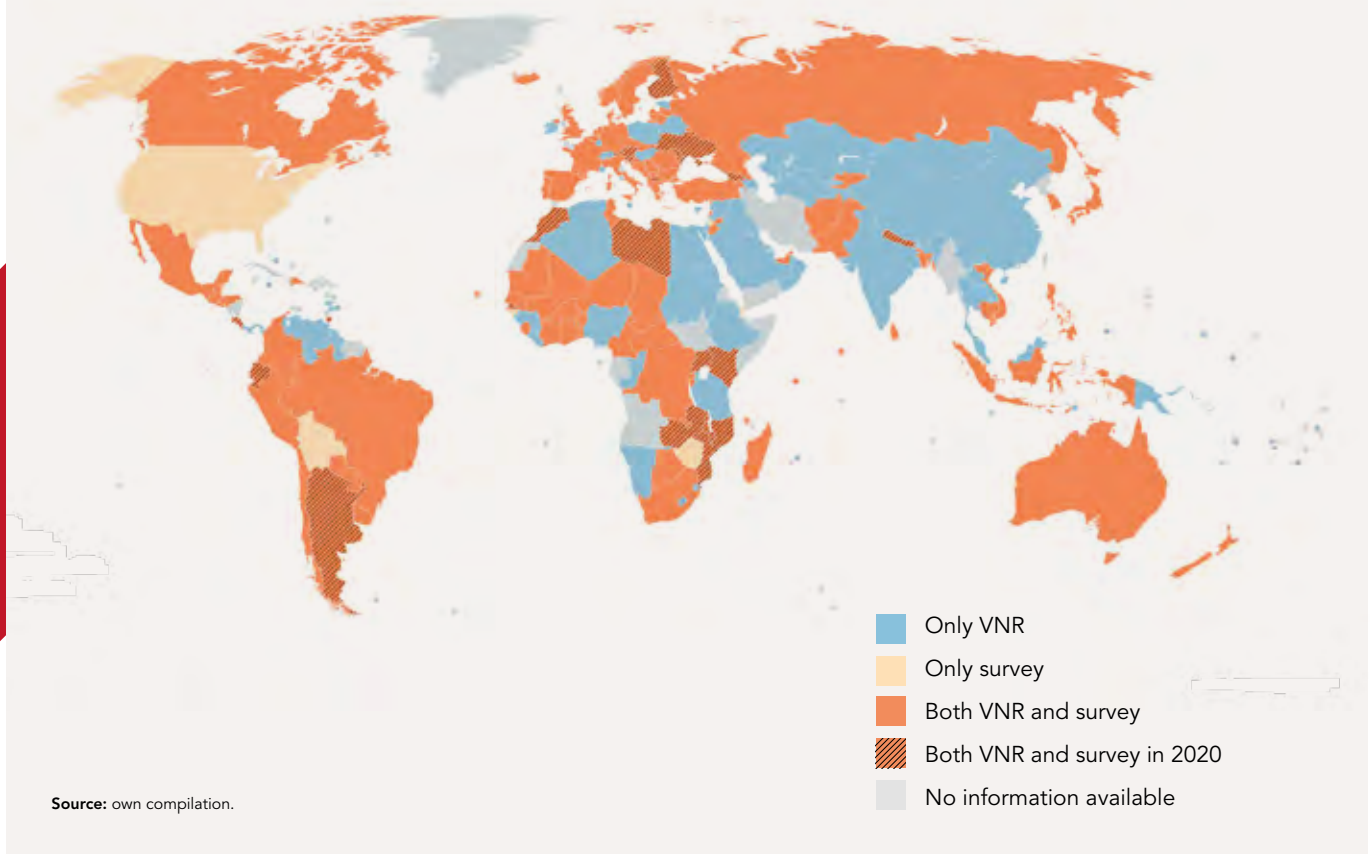 Only VNR
Only survey
Both VNR and survey
Both VNR and survey in 2020
No information available
Source: own compilation.